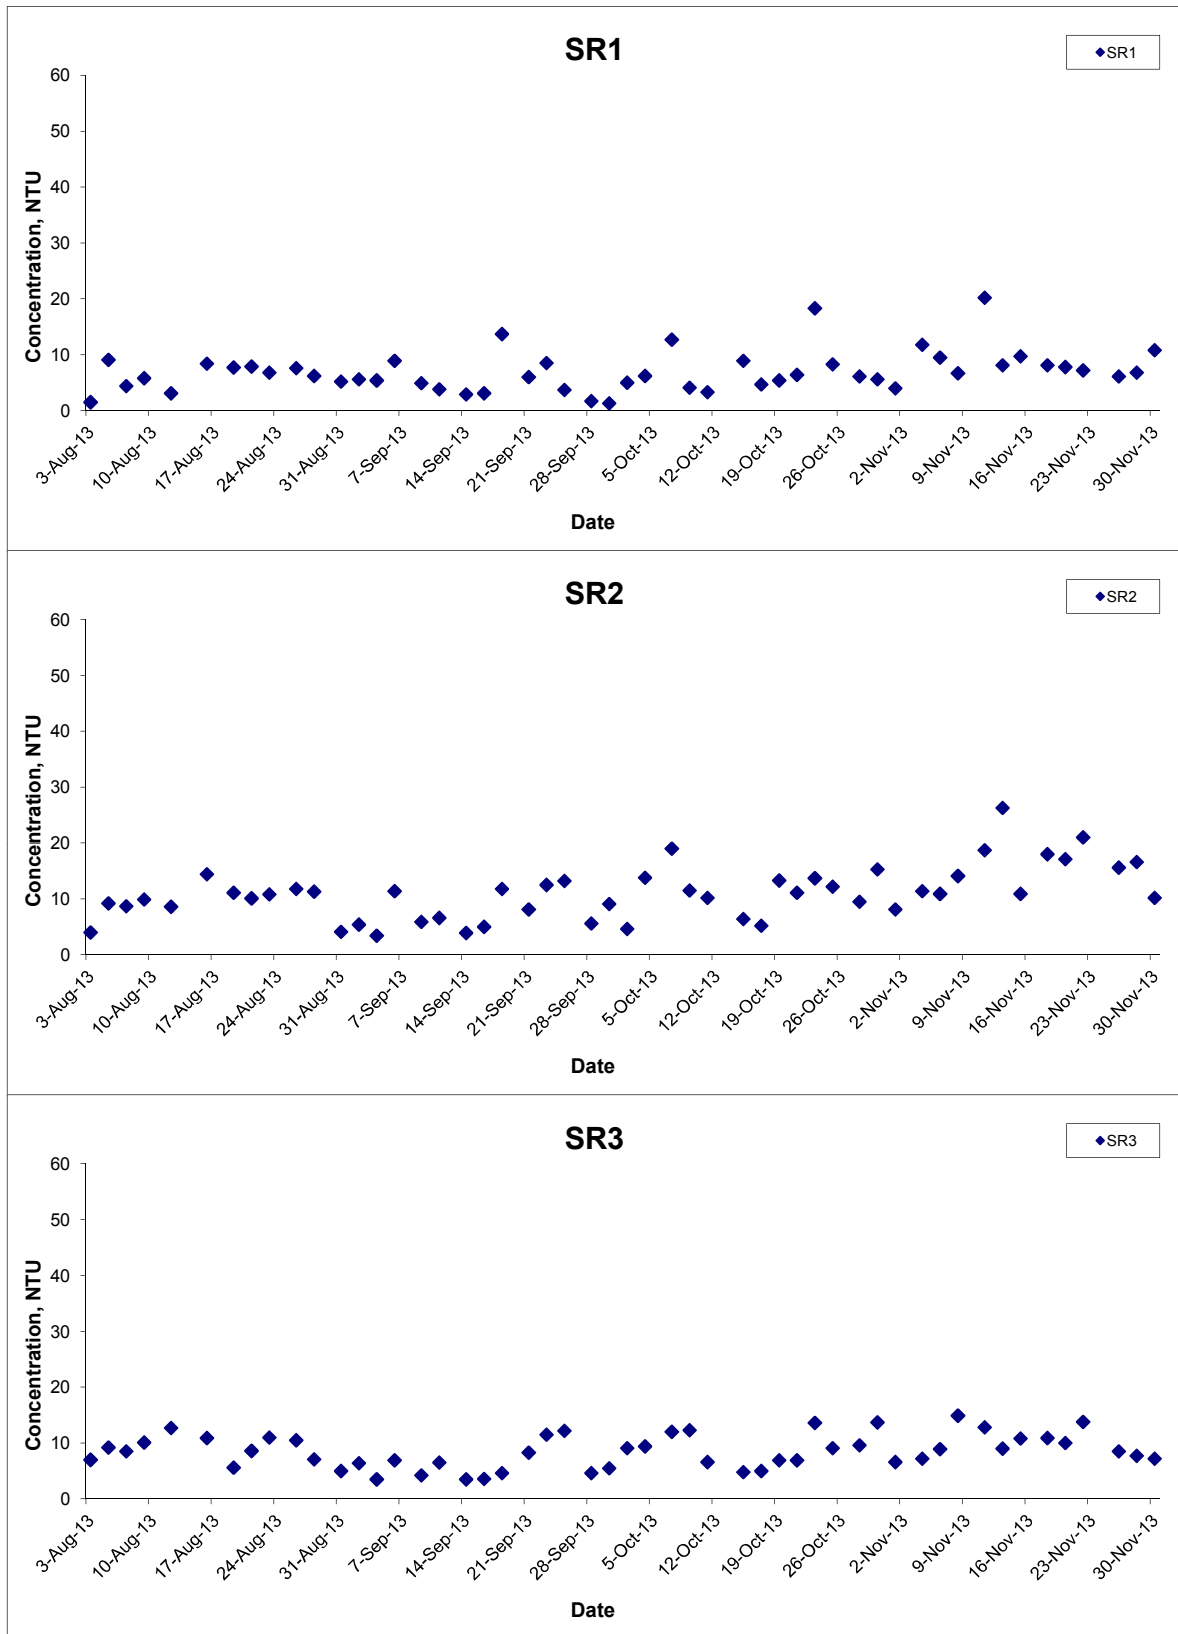 SR1
SR1
60
50
40
30
20
10
0
Concentration, NTU
3-Aug-13 10-Aug-13 17-Aug-13 24-Aug-13 31-Aug-13 7-Sep-13 14-Sep-13 21-Sep-13 28-Sep-13 5-Oct-13 12-Oct-13 19-Oct-13 26-Oct-13 2-Nov-13 9-Nov-13 16-Nov-13 23-Nov-13 30-Nov-13
Date
SR2
SR2
60
50
40
30
20
10
0
Concentration, NTU
3-Aug-13 10-Aug-13 17-Aug-13 24-Aug-13 31-Aug-13 7-Sep-13 14-Sep-13 21-Sep-13 28-Sep-13 5-Oct-13 12-Oct-13 19-Oct-13 26-Oct-13 2-Nov-13 9-Nov-13 16-Nov-13 23-Nov-13 30-Nov-13
Date
SR3
SR3
60
50
40
30
20
10
0
Concentration, NTU
3-Aug-13 10-Aug-13 17-Aug-13 24-Aug-13 31-Aug-13 7-Sep-13 14-Sep-13 21-Sep-13 28-Sep-13 5-Oct-13 12-Oct-13 19-Oct-13 26-Oct-13 2-Nov-13 9-Nov-13 16-Nov-13 23-Nov-13 30-Nov-13
Date